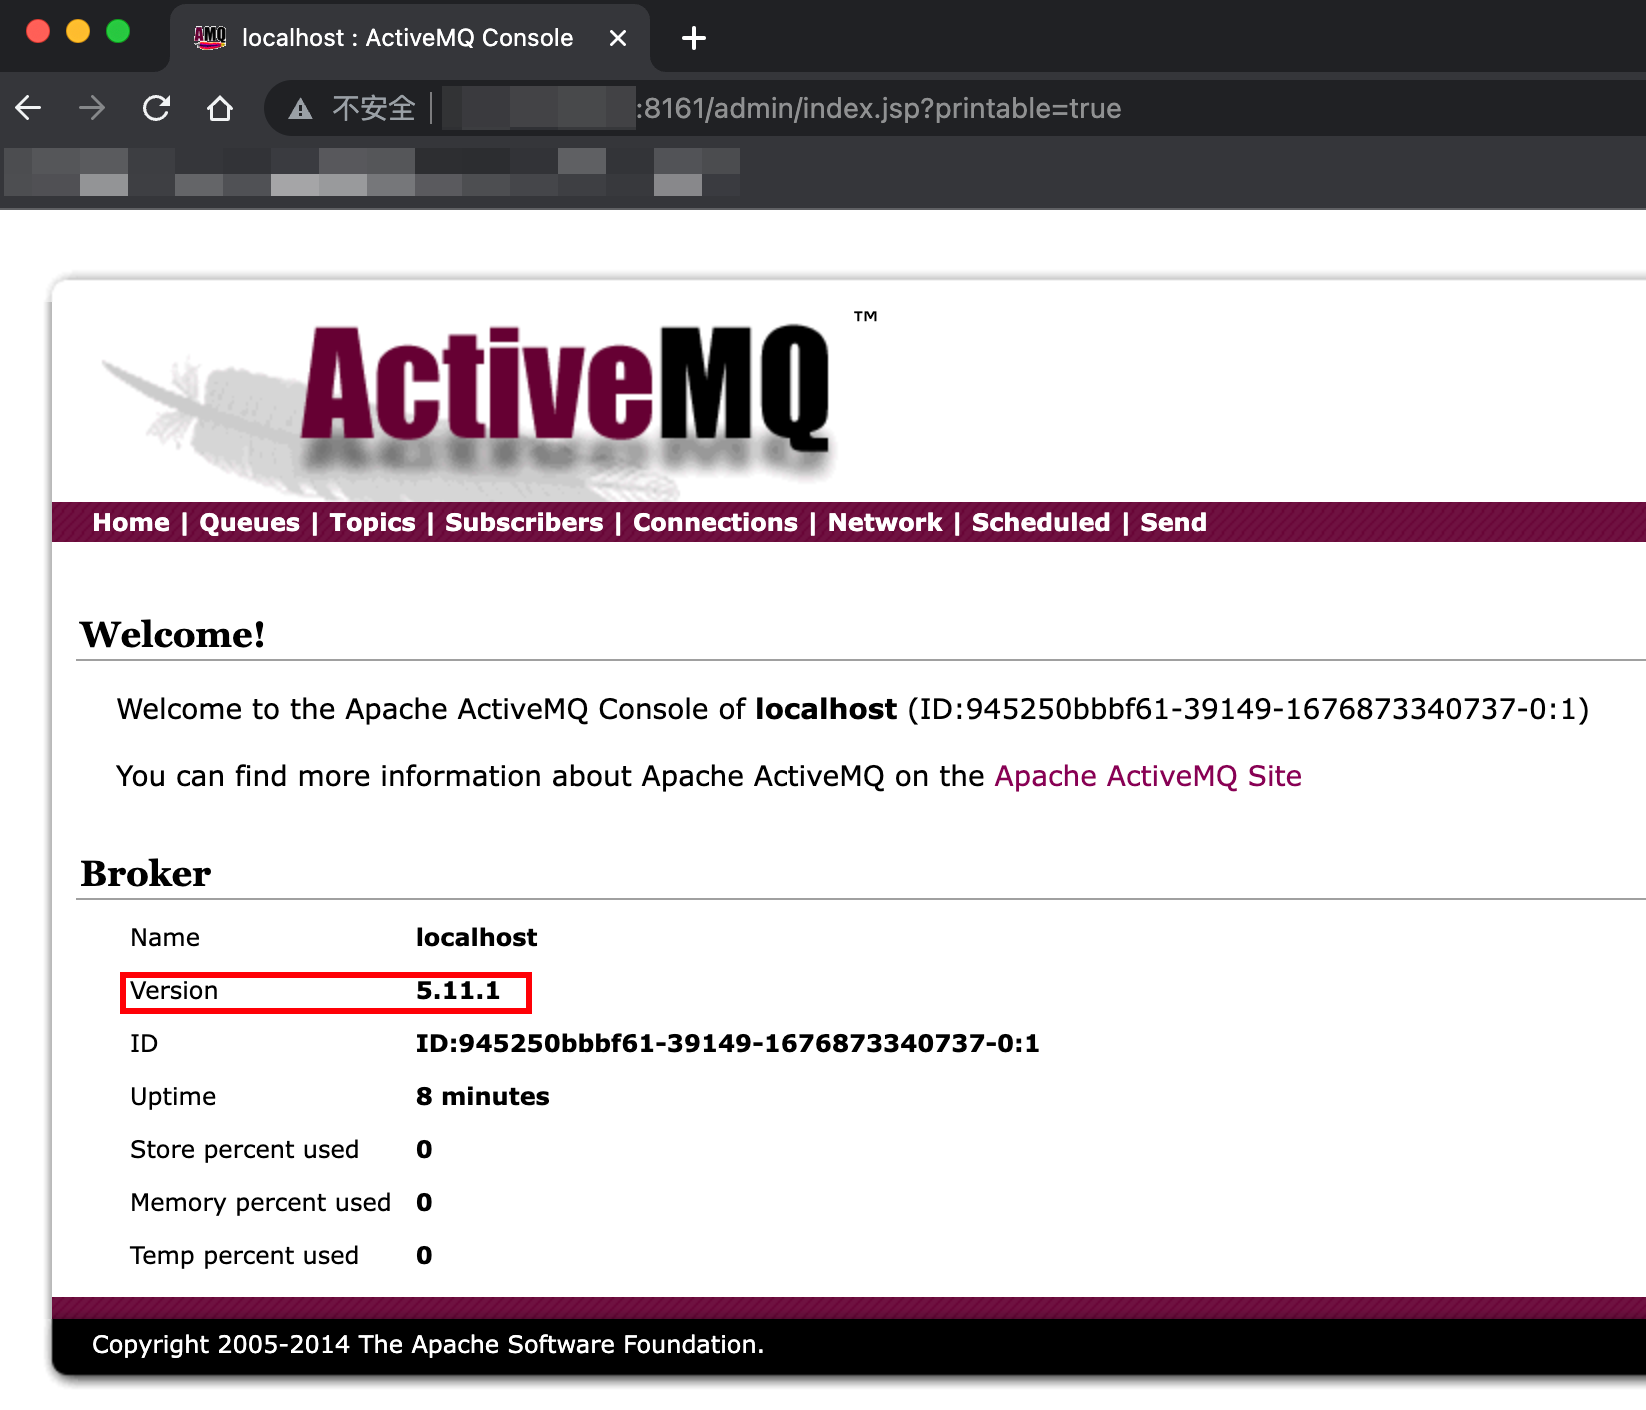 AMQ localhost : ActiveMQ Console
不安全 :8161/admin/index.jsp?printable=true
ActiveMQ ™
Home | Queues | Topics | Subscribers | Connections | Network | Scheduled | Send
Welcome!
Welcome to the Apache ActiveMQ Console of localhost (ID:945250bbbf61-39149-1676873340737-0:1)
You can find more information about Apache ActiveMQ on the Apache ActiveMQ Site
Broker
Name localhost
Version 5.11.1
ID ID:945250bbbf61-39149-1676873340737-0:1
Uptime 8 minutes
Store percent used 0
Memory percent used 0
Temp percent used 0
Copyright 2005-2014 The Apache Software Foundation.